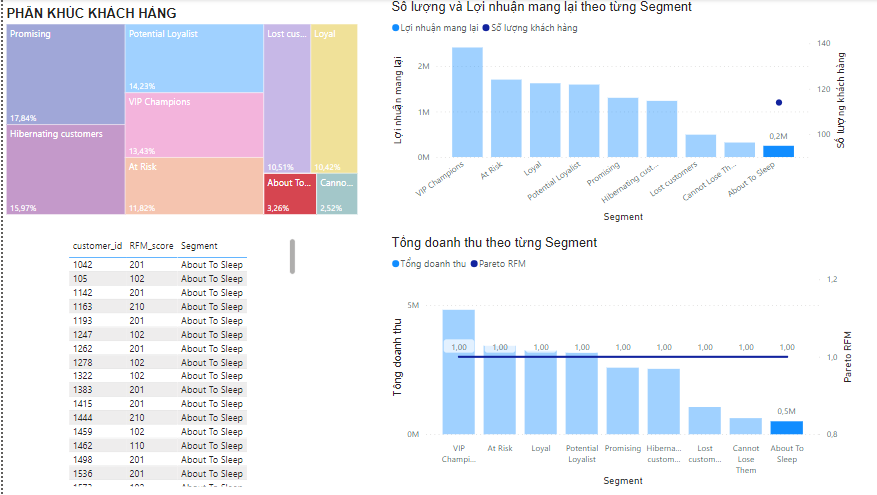 PHÂN KHÚC KHÁCH HÀNG
Promising
17,84%
Hibernating customers
15,97%
Potential Loyalist
14,23%
VIP Champions
13,43%
At Risk
11,82%
Lost cus...
10,51%
Loyal
10,42%
About To...
3,26%
Canno...
2,52%
Số lượng và Lợi nhuận mang lại theo từng Segment
Lợi nhuận mang lại Số lượng khách hàng
Lợi nhuận mang lại
2M
1M
0M
140
120
100
Số lượng khách hàng
0,2M
VIP Champions
At Risk
Loyal
Potential Loyalist
Promising
Hibernating cust...
Lost customers
Cannot Lose Th...
About To Sleep
Segment
customer_id RFM_score Segment
1042 201 About To Sleep
105 102 About To Sleep
1142 201 About To Sleep
1163 210 About To Sleep
1193 201 About To Sleep
1247 102 About To Sleep
1262 201 About To Sleep
1278 102 About To Sleep
1322 102 About To Sleep
1383 201 About To Sleep
1415 201 About To Sleep
1444 210 About To Sleep
1459 102 About To Sleep
1462 110 About To Sleep
1498 201 About To Sleep
1536 201 About To Sleep
Tổng doanh thu theo từng Segment
Tổng doanh thu Pareto RFM
Tổng doanh thu
5M
0M
1,2
1,0
0,8
Pareto RFM
1,00 1,00 1,00 1,00 1,00 1,00 1,00 1,00 1,00
0,5M
VIP Champi...
At Risk
Loyal
Potential Loyalist
Promising
Hiberna... custom...
Lost custom...
Cannot Lose Them
About To Sleep
Segment